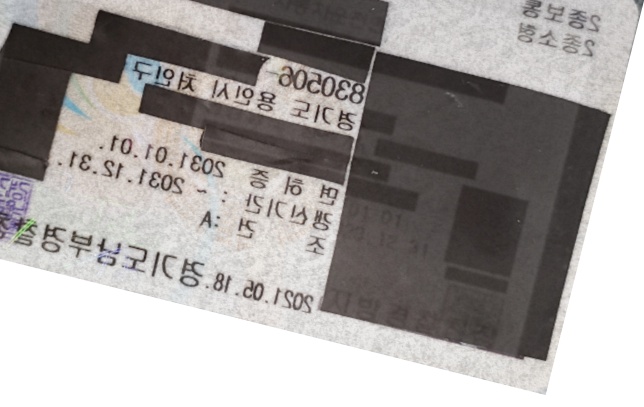 2종보통
2종소형
830506-
경기도 용인시 처인구
면 허 증 2031.01.01.
갱신기간 : ~ 2031.12.31.
조 건 :A
2021.05.18.
경기도남부경찰